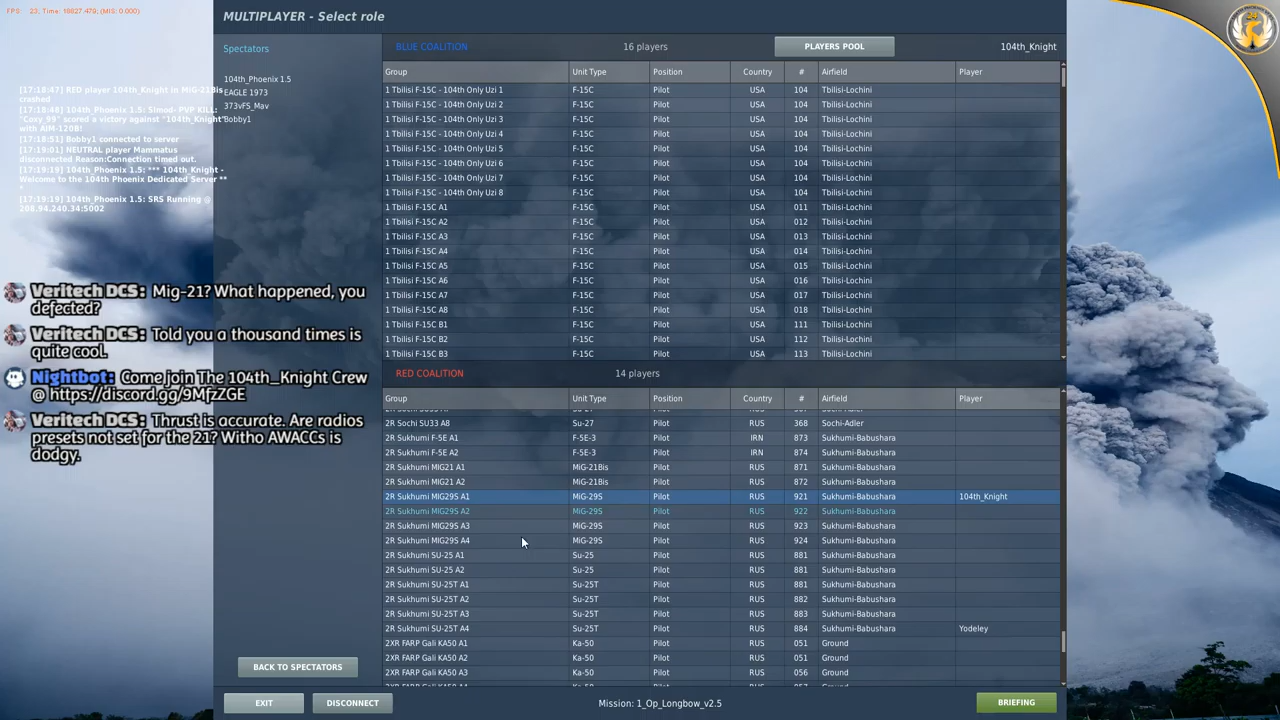 FPS: 23; Time: 16827.479; (MIS: 0.000)
MULTIPLAYER - Select role
Spectators
104th_Phoenix 1.5
EAGLE 1973
373vFS_Mav
Bobby1
[17:18:47] RED player 104th_Knight in MIG-21Bis
crashed
[17:18:48] 104th_Phoenix 1.5: Slmod- PVP KILL:
"Coxy_99" scored a victory against "104th_Knight"
with AIM-120B!
[17:18:51] Bobby1 connected to server
[17:19:01] NEUTRAL player Mammatus
disconnected Reason:Connection timed out.
[17:19:19] 104th_Phoenix 1.5: *** 104th_Knight -
Welcome to the 104th Phoenix Dedicated Server **
*
[17:19:19] 104th_Phoenix 1.5: SRS Running @
208.94.240.34:5002
Veritech DCS: Mig-21? What happened, you
defected?
Veritech DCS: Told you a thousand times is
quite cool.
Nightbot: Come join The 104th_Knight Crew
@ https://discord.gg/9MfzZGE
Veritech DCS: Thrust is accurate. Are radios
presets not set for the 21? Witho AWACCs is
dodgy.
BLUE COALITION 16 players PLAYERS POOL 104th_Knight
Group Unit Type Position Country # Airfield Player
1 Tbilisi F-15C - 104th Only Uzi 1 F-15C Pilot USA 104 Tbilisi-Lochini
1 Tbilisi F-15C - 104th Only Uzi 2 F-15C Pilot USA 104 Tbilisi-Lochini
1 Tbilisi F-15C - 104th Only Uzi 3 F-15C Pilot USA 104 Tbilisi-Lochini
1 Tbilisi F-15C - 104th Only Uzi 4 F-15C Pilot USA 104 Tbilisi-Lochini
1 Tbilisi F-15C - 104th Only Uzi 5 F-15C Pilot USA 104 Tbilisi-Lochini
1 Tbilisi F-15C - 104th Only Uzi 6 F-15C Pilot USA 104 Tbilisi-Lochini
1 Tbilisi F-15C - 104th Only Uzi 7 F-15C Pilot USA 104 Tbilisi-Lochini
1 Tbilisi F-15C - 104th Only Uzi 8 F-15C Pilot USA 104 Tbilisi-Lochini
1 Tbilisi F-15C A1 F-15C Pilot USA 011 Tbilisi-Lochini
1 Tbilisi F-15C A2 F-15C Pilot USA 012 Tbilisi-Lochini
1 Tbilisi F-15C A3 F-15C Pilot USA 013 Tbilisi-Lochini
1 Tbilisi F-15C A4 F-15C Pilot USA 014 Tbilisi-Lochini
1 Tbilisi F-15C A5 F-15C Pilot USA 015 Tbilisi-Lochini
1 Tbilisi F-15C A6 F-15C Pilot USA 016 Tbilisi-Lochini
1 Tbilisi F-15C A7 F-15C Pilot USA 017 Tbilisi-Lochini
1 Tbilisi F-15C A8 F-15C Pilot USA 018 Tbilisi-Lochini
1 Tbilisi F-15C B1 F-15C Pilot USA 111 Tbilisi-Lochini
1 Tbilisi F-15C B2 F-15C Pilot USA 112 Tbilisi-Lochini
1 Tbilisi F-15C B3 F-15C Pilot USA 113 Tbilisi-Lochini
RED COALITION 14 players
Group Unit Type Position Country # Airfield Player
2R Sochi SU33 A8 Su-27 Pilot RUS 368 Sochi-Adler
2R Sukhumi F-5E A1 F-5E-3 Pilot IRN 873 Sukhumi-Babushara
2R Sukhumi F-5E A2 F-5E-3 Pilot IRN 874 Sukhumi-Babushara
2R Sukhumi MIG21 A1 MiG-21Bis Pilot RUS 871 Sukhumi-Babushara
2R Sukhumi MIG21 A2 MiG-21Bis Pilot RUS 872 Sukhumi-Babushara
2R Sukhumi MIG29S A1 MiG-29S Pilot RUS 921 Sukhumi-Babushara 104th_Knight
2R Sukhumi MIG29S A2 MiG-29S Pilot RUS 922 Sukhumi-Babushara
2R Sukhumi MIG29S A3 MiG-29S Pilot RUS 923 Sukhumi-Babushara
2R Sukhumi MIG29S A4 MiG-29S Pilot RUS 924 Sukhumi-Babushara
2R Sukhumi SU-25 A1 Su-25 Pilot RUS 881 Sukhumi-Babushara
2R Sukhumi SU-25 A2 Su-25 Pilot RUS 881 Sukhumi-Babushara
2R Sukhumi SU-25T A1 Su-25T Pilot RUS 881 Sukhumi-Babushara
2R Sukhumi SU-25T A2 Su-25T Pilot RUS 882 Sukhumi-Babushara
2R Sukhumi SU-25T A3 Su-25T Pilot RUS 883 Sukhumi-Babushara
2R Sukhumi SU-25T A4 Su-25T Pilot RUS 884 Sukhumi-Babushara Yodeley
2XR FARP Gali KA50 A1 Ka-50 Pilot RUS 051 Ground
2XR FARP Gali KA50 A2 Ka-50 Pilot RUS 051 Ground
2XR FARP Gali KA50 A3 Ka-50 Pilot RUS 056 Ground
BACK TO SPECTATORS
EXIT DISCONNECT Mission: 1_Op_Longbow_v2.5 BRIEFING